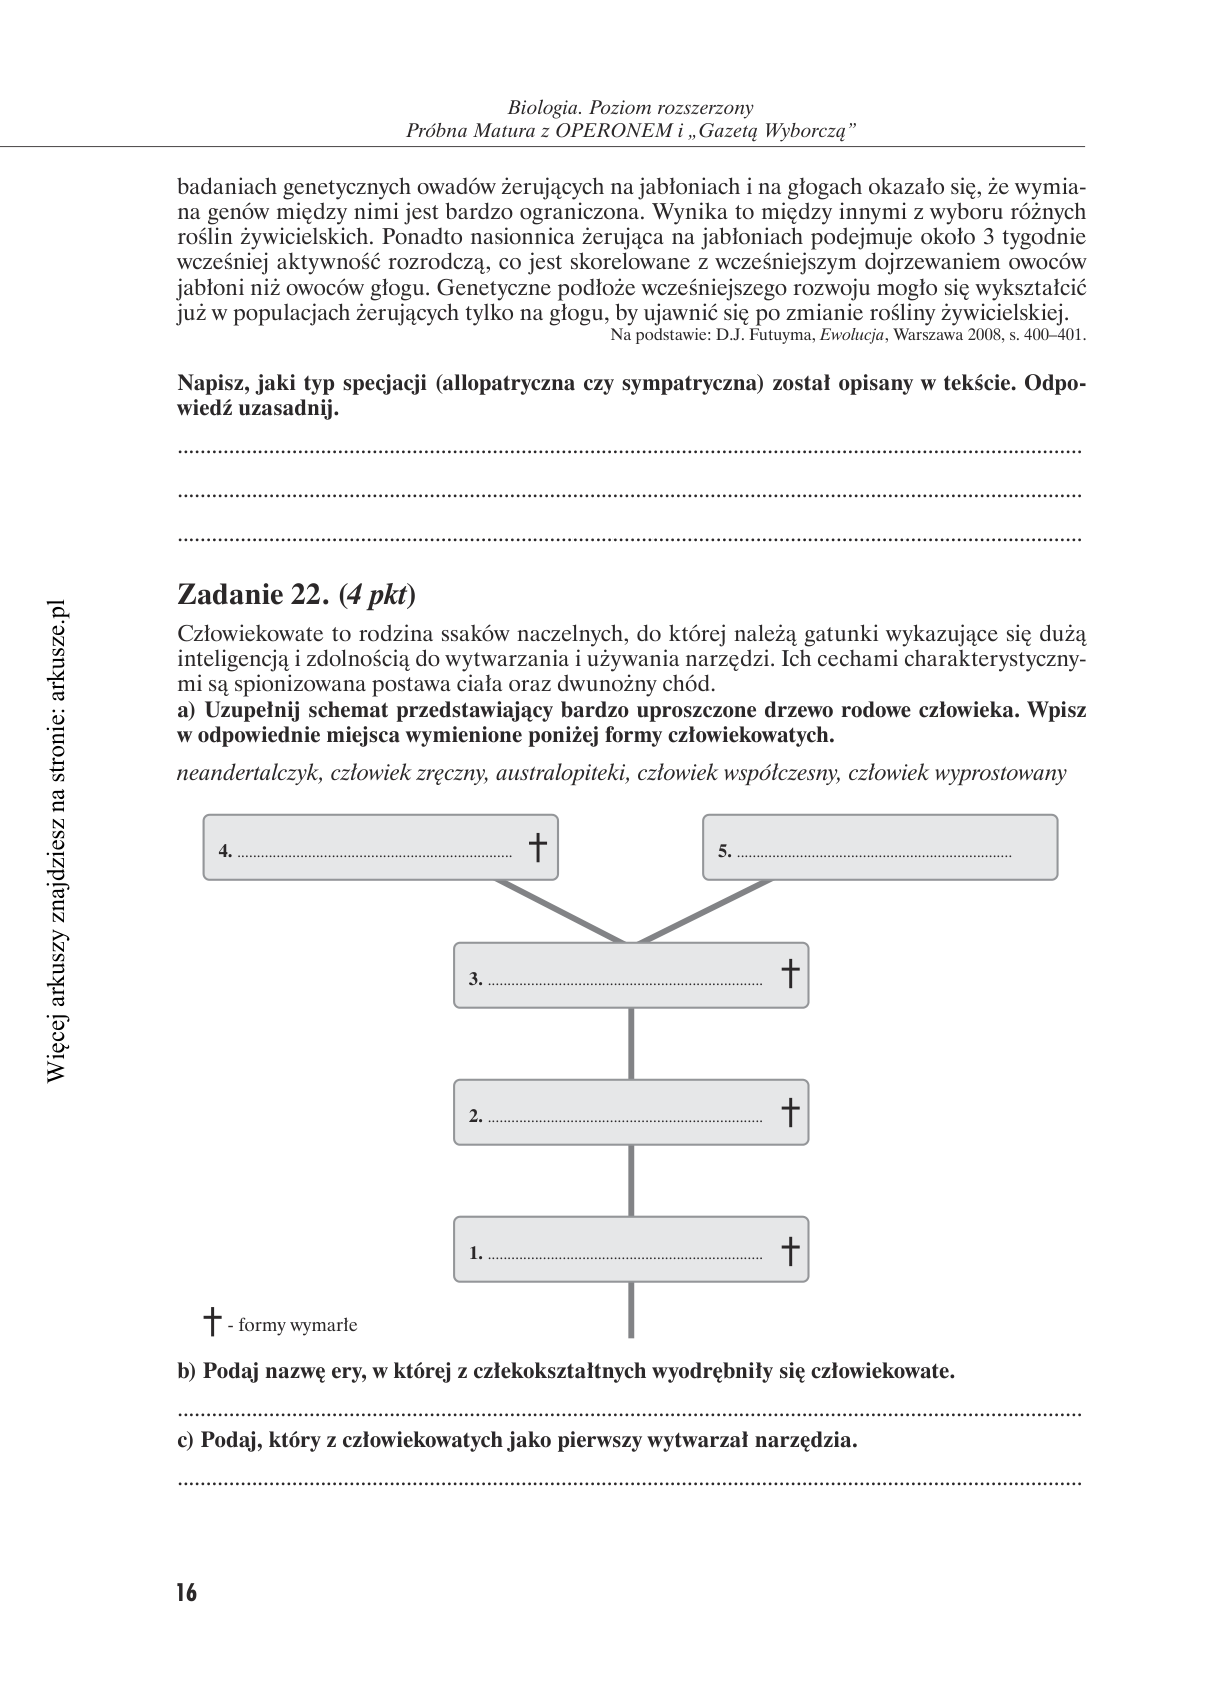 Biologia. Poziom rozszerzony
Próbna Matura z OPERONEM i „Gazetą Wyborczą”
badaniach genetycznych owadów żerujących na jabłoniach i na głogach okazało się, że wymia-
na genów między nimi jest bardzo ograniczona. Wynika to między innymi z wyboru różnych
roślin żywicielskich. Ponadto nasionnica żerująca na jabłoniach podejmuje około 3 tygodnie
wcześniej aktywność rozrodczą, co jest skorelowane z wcześniejszym dojrzewaniem owoców
jabłoni niż owoców głogu. Genetyczne podłoże wcześniejszego rozwoju mogło się wykształcić
już w populacjach żerujących tylko na głogu, by ujawnić się po zmianie rośliny żywicielskiej.
Na podstawie: D.J. Futuyma, Ewolucja, Warszawa 2008, s. 400–401.
Napisz, jaki typ specjacji (allopatryczna czy sympatryczna) został opisany w tekście. Odpo-
wiedź uzasadnij.
Zadanie 22. (4 pkt)
Człowiekowate to rodzina ssaków naczelnych, do której należą gatunki wykazujące się dużą
inteligencją i zdolnością do wytwarzania i używania narzędzi. Ich cechami charakterystyczny-
mi są spionizowana postawa ciała oraz dwunożny chód.
a) Uzupełnij schemat przedstawiający bardzo uproszczone drzewo rodowe człowieka. Wpisz
w odpowiednie miejsca wymienione poniżej formy człowiekowatych.
neandertalczyk, człowiek zręczny, australopiteki, człowiek współczesny, człowiek wyprostowany
4.
5.
3.
2.
1.
- formy wymarłe
b) Podaj nazwę ery, w której z człekokształtnych wyodrębniły się człowiekowate.
c) Podaj, który z człowiekowatych jako pierwszy wytwarzał narzędzia.
16
Więcej arkuszy znajdziesz na stronie: arkusze.pl